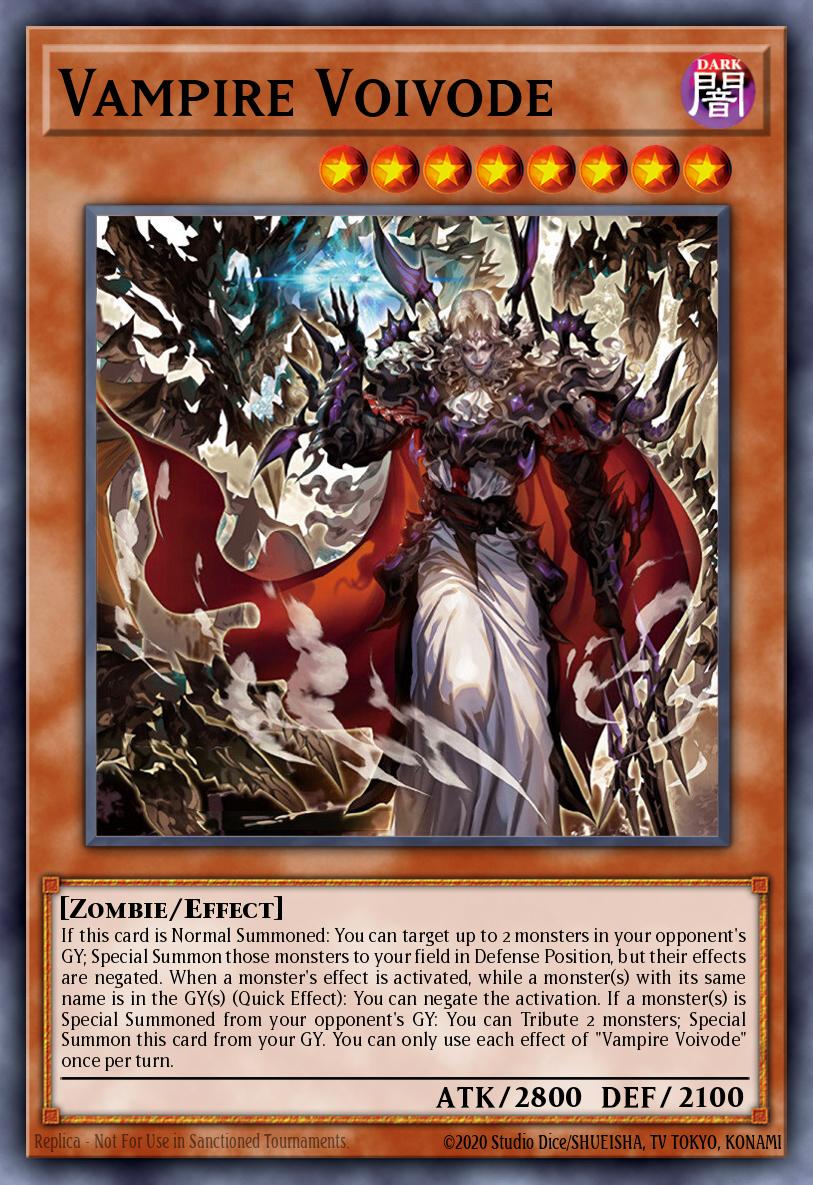 VAMPIRE VOIVODE
DARK
闇
[ZOMBIE/EFFECT]
If this card is Normal Summoned: You can target up to 2 monsters in your opponent's
GY; Special Summon those monsters to your field in Defense Position, but their effects
are negated. When a monster's effect is activated, while a monster(s) with its same
name is in the GY(s) (Quick Effect): You can negate the activation. If a monster(s) is
Special Summoned from your opponent's GY: You can Tribute 2 monsters; Special
Summon this card from your GY. You can only use each effect of "Vampire Voivode"
once per turn.
ATK/2800 DEF/2100
Replica - Not For Use in Sanctioned Tournaments.
©2020 Studio Dice/SHUEISHA, TV TOKYO, KONAMI